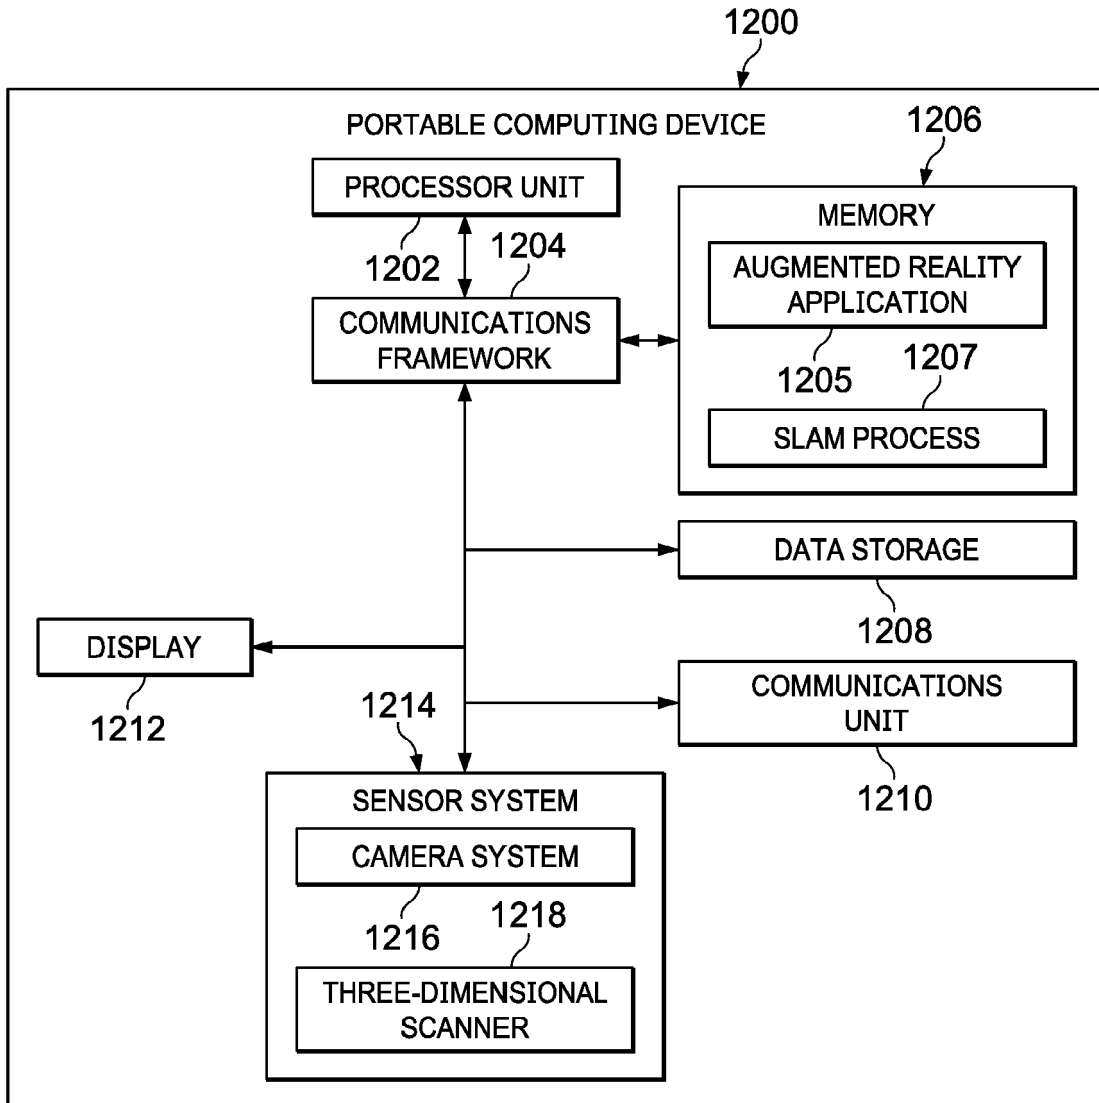 1200
PORTABLE COMPUTING DEVICE
1206
PROCESSOR UNIT
MEMORY
1202
1204
AUGMENTED REALITY
APPLICATION
COMMUNICATIONS
FRAMEWORK
1205
1207
SLAM PROCESS
DATA STORAGE
1208
DISPLAY
1212
COMMUNICATIONS
UNIT
1214
1210
SENSOR SYSTEM
CAMERA SYSTEM
1216
1218
THREE-DIMENSIONAL
SCANNER